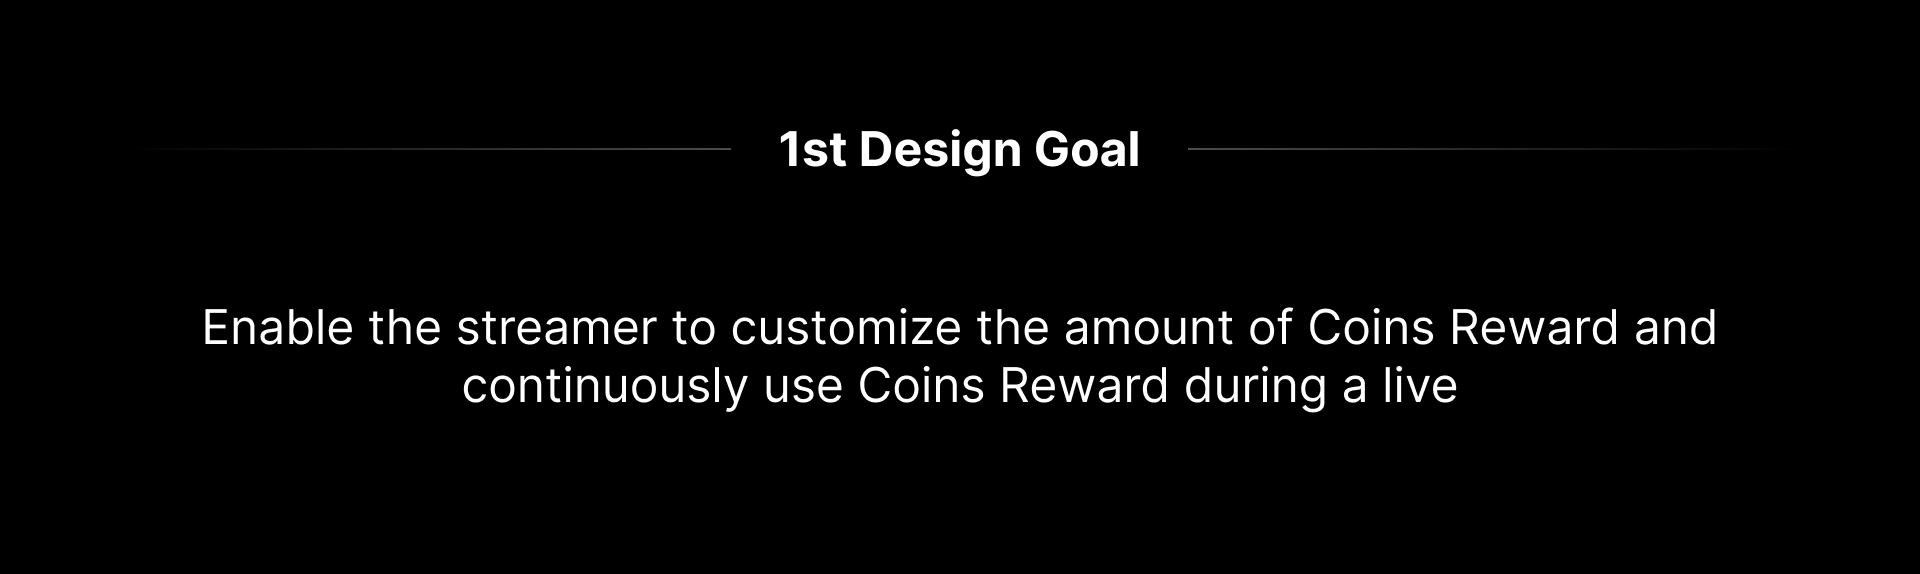 1st Design Goal
Enable the streamer to customize the amount of Coins Reward and
continuously use Coins Reward during a live